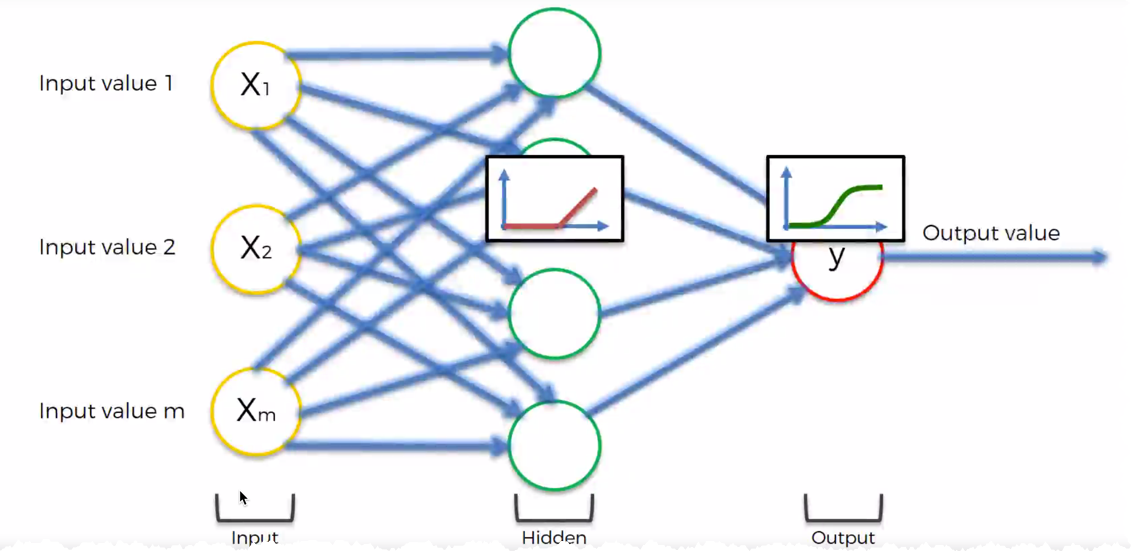 Input value 1
X1
Input value 2
X2
Output value
y
Input value m
Xm
Input
Hidden
Output